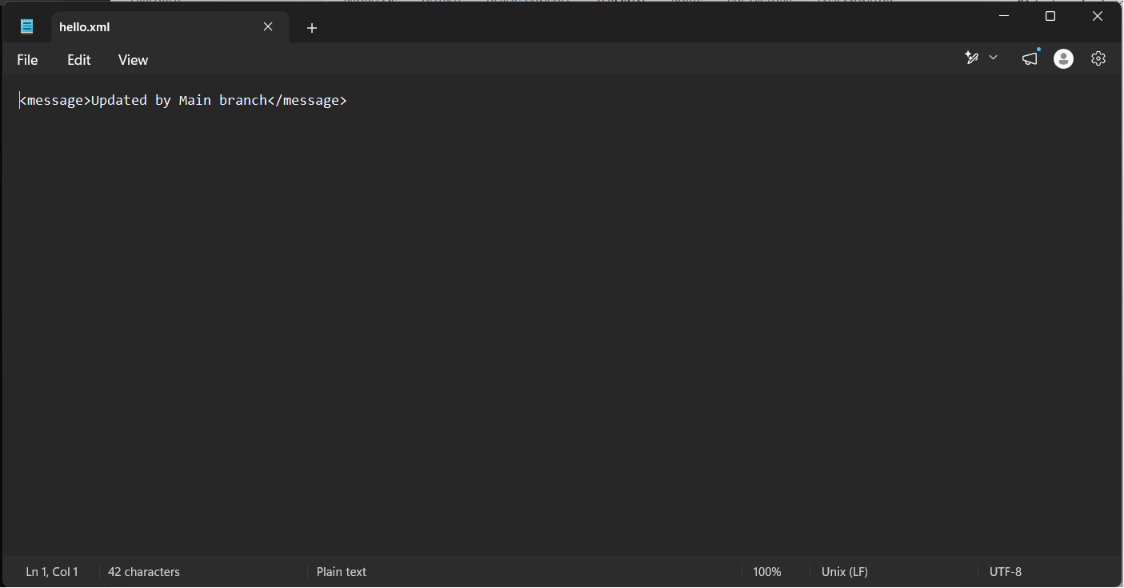 hello.xml
File Edit View
<message>Updated by Main branch</message>
Ln 1, Col 1 42 characters Plain text 100% Unix (LF) UTF-8